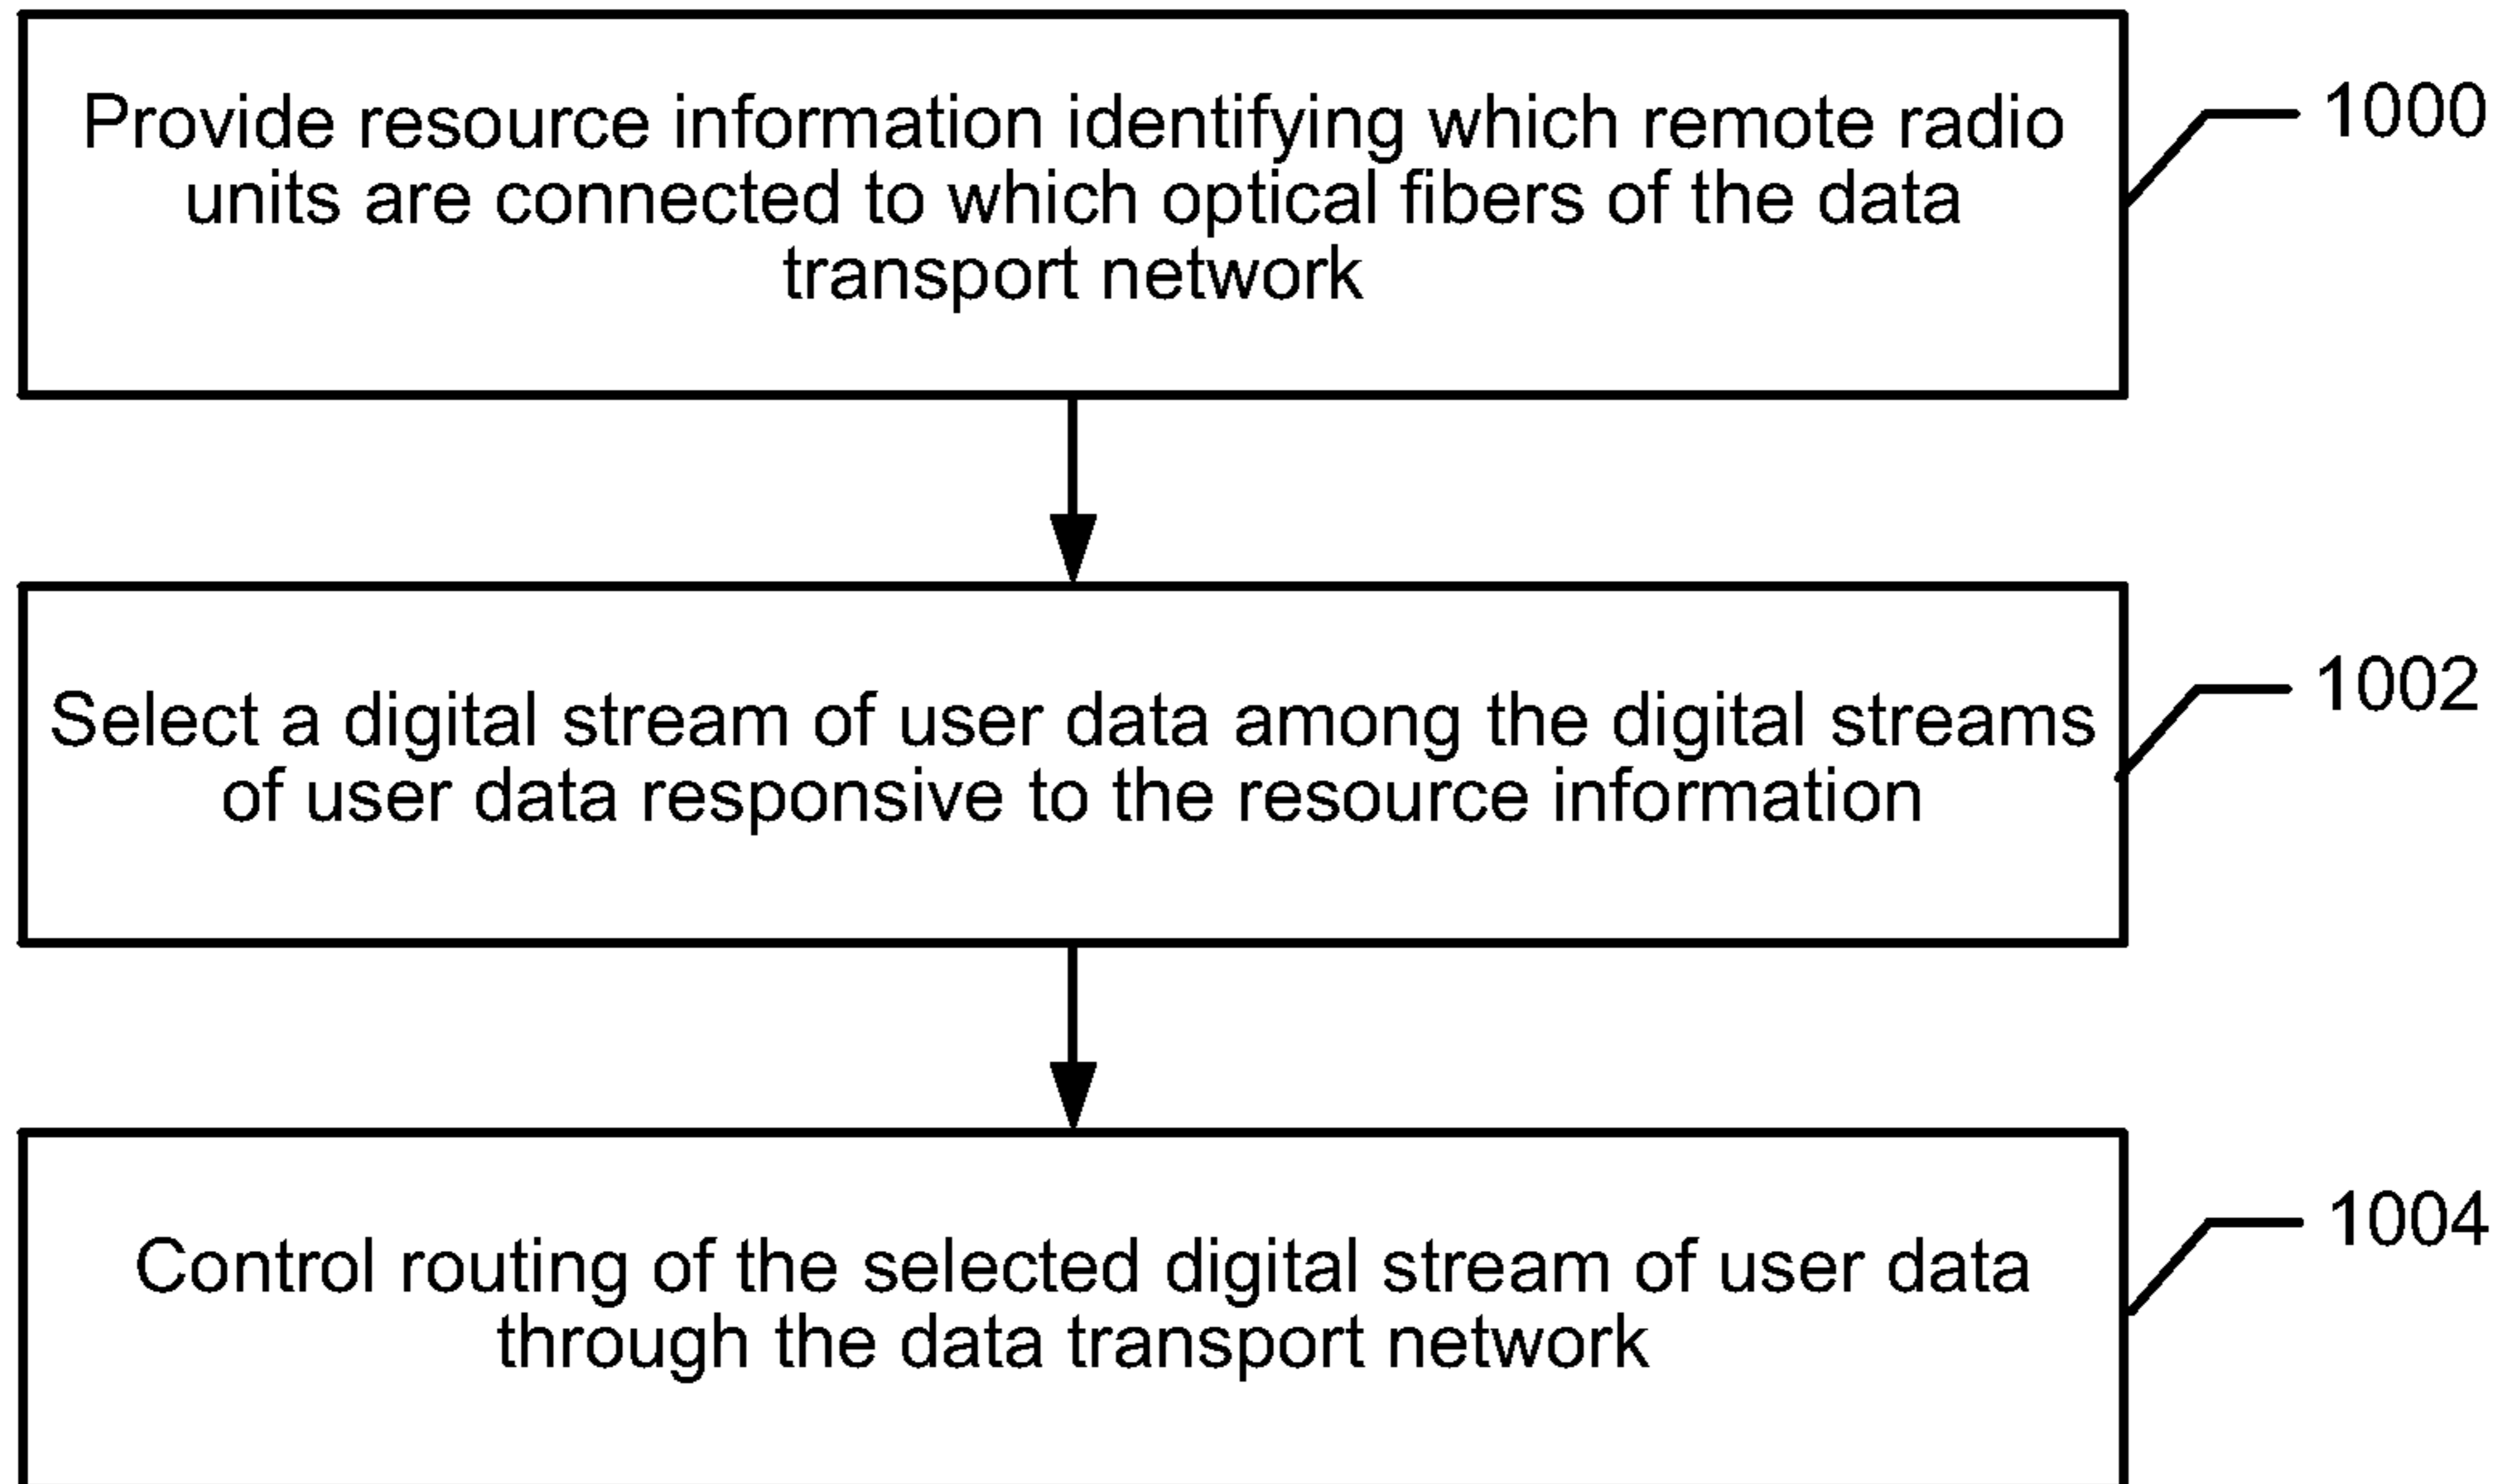 Provide resource information identifying which remote radio
units are connected to which optical fibers of the data
transport network
1000
Select a digital stream of user data among the digital streams
of user data responsive to the resource information
1002
Control routing of the selected digital stream of user data
through the data transport network
1004